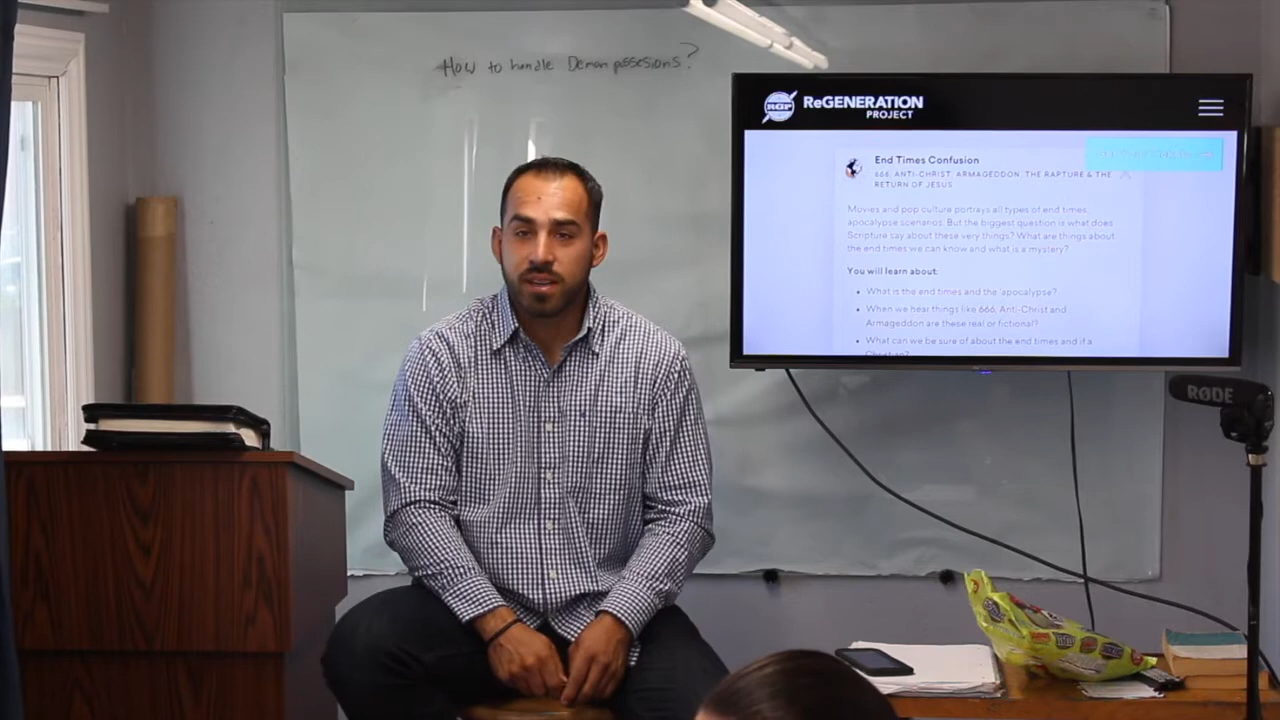 How to handle Demon possesions?
RGP
ReGENERATION
PROJECT
End Times Confusion
666, ANTI-CHRIST, ARMAGEDDON, THE RAPTURE & THE
RETURN OF JESUS
Movies and pop culture portrays all types of end times
apocalypse scenarios. But the biggest question is what does
Scripture say about these very things? What are things about
the end times we can know and what is a mystery?
You will learn about:
• What is the end times and the 'apocalypse?
• When we hear things like 666, Anti-Christ and
Armageddon are these real or fictional?
• What can we be sure of about the end times and if a
RØDE